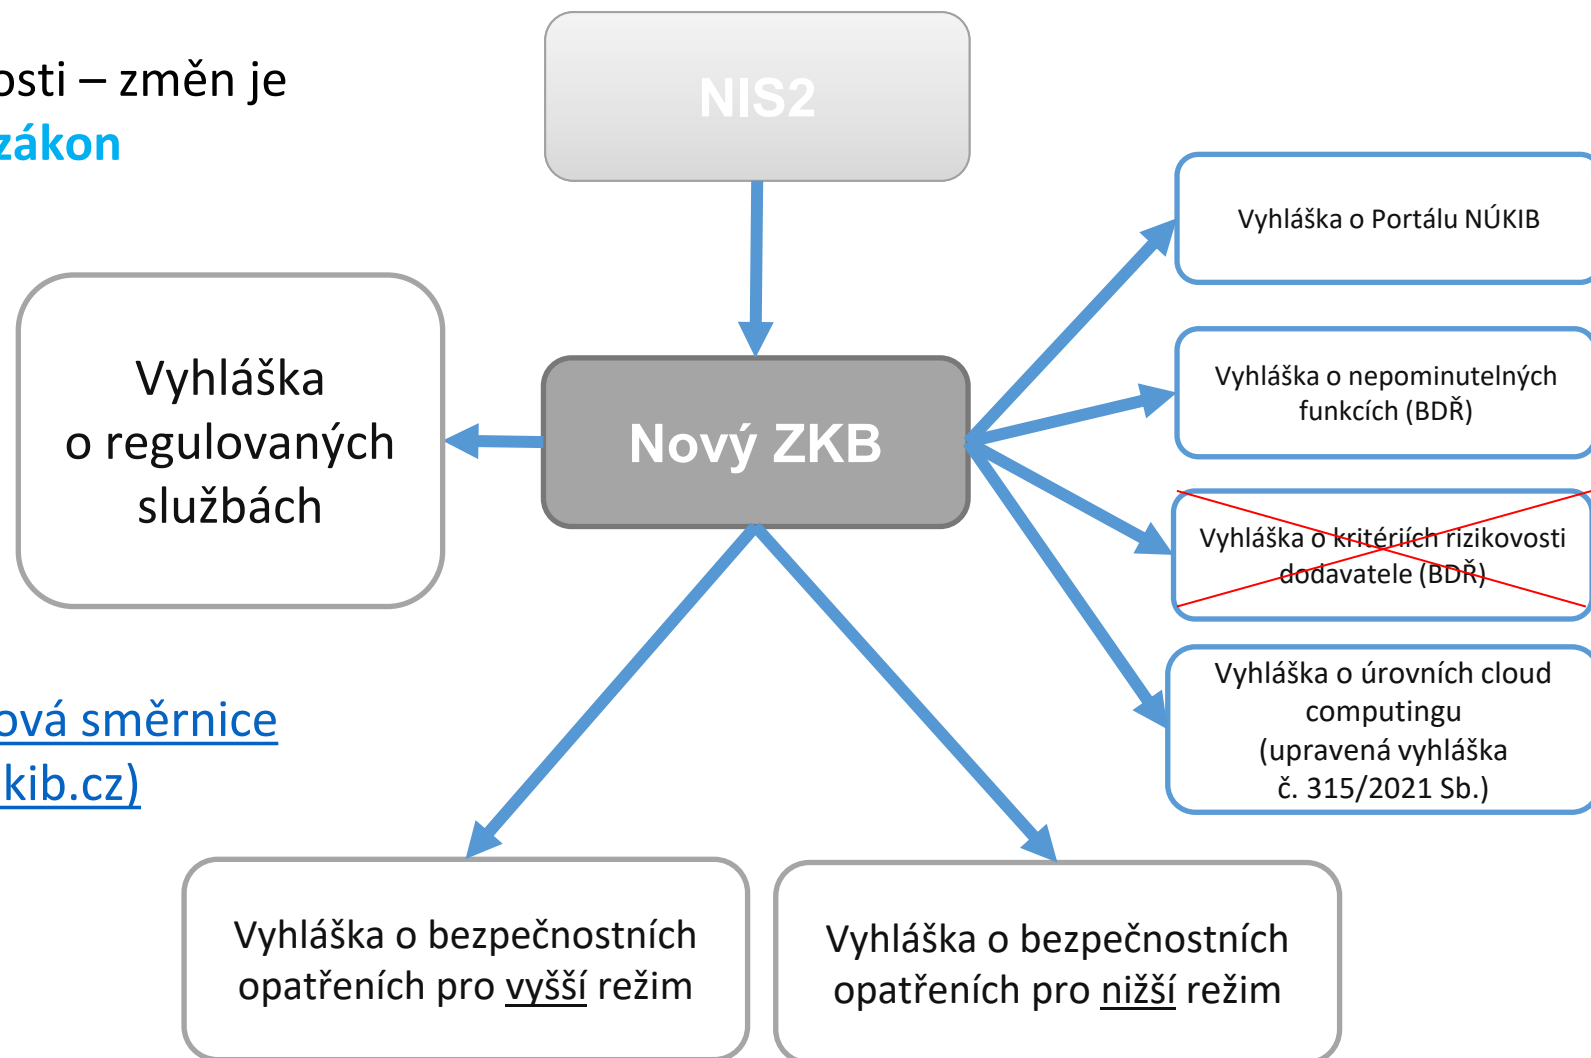 osti – změn je
zákon
NIS2
Vyhláška o Portálu NÚKIB
Vyhláška
o regulovaných
službách
Nový ZKB
Vyhláška o nepominutelných
funkcích (BDŘ)
Vyhláška o kritériích rizikovosti
dodavatele (BDŘ)
Vyhláška o úrovních cloud
computingu
(upravená vyhláška
č. 315/2021 Sb.)
ová směrnice
kib.cz)
Vyhláška o bezpečnostních
opatřeních pro vyšší režim
Vyhláška o bezpečnostních
opatřeních pro nižší režim